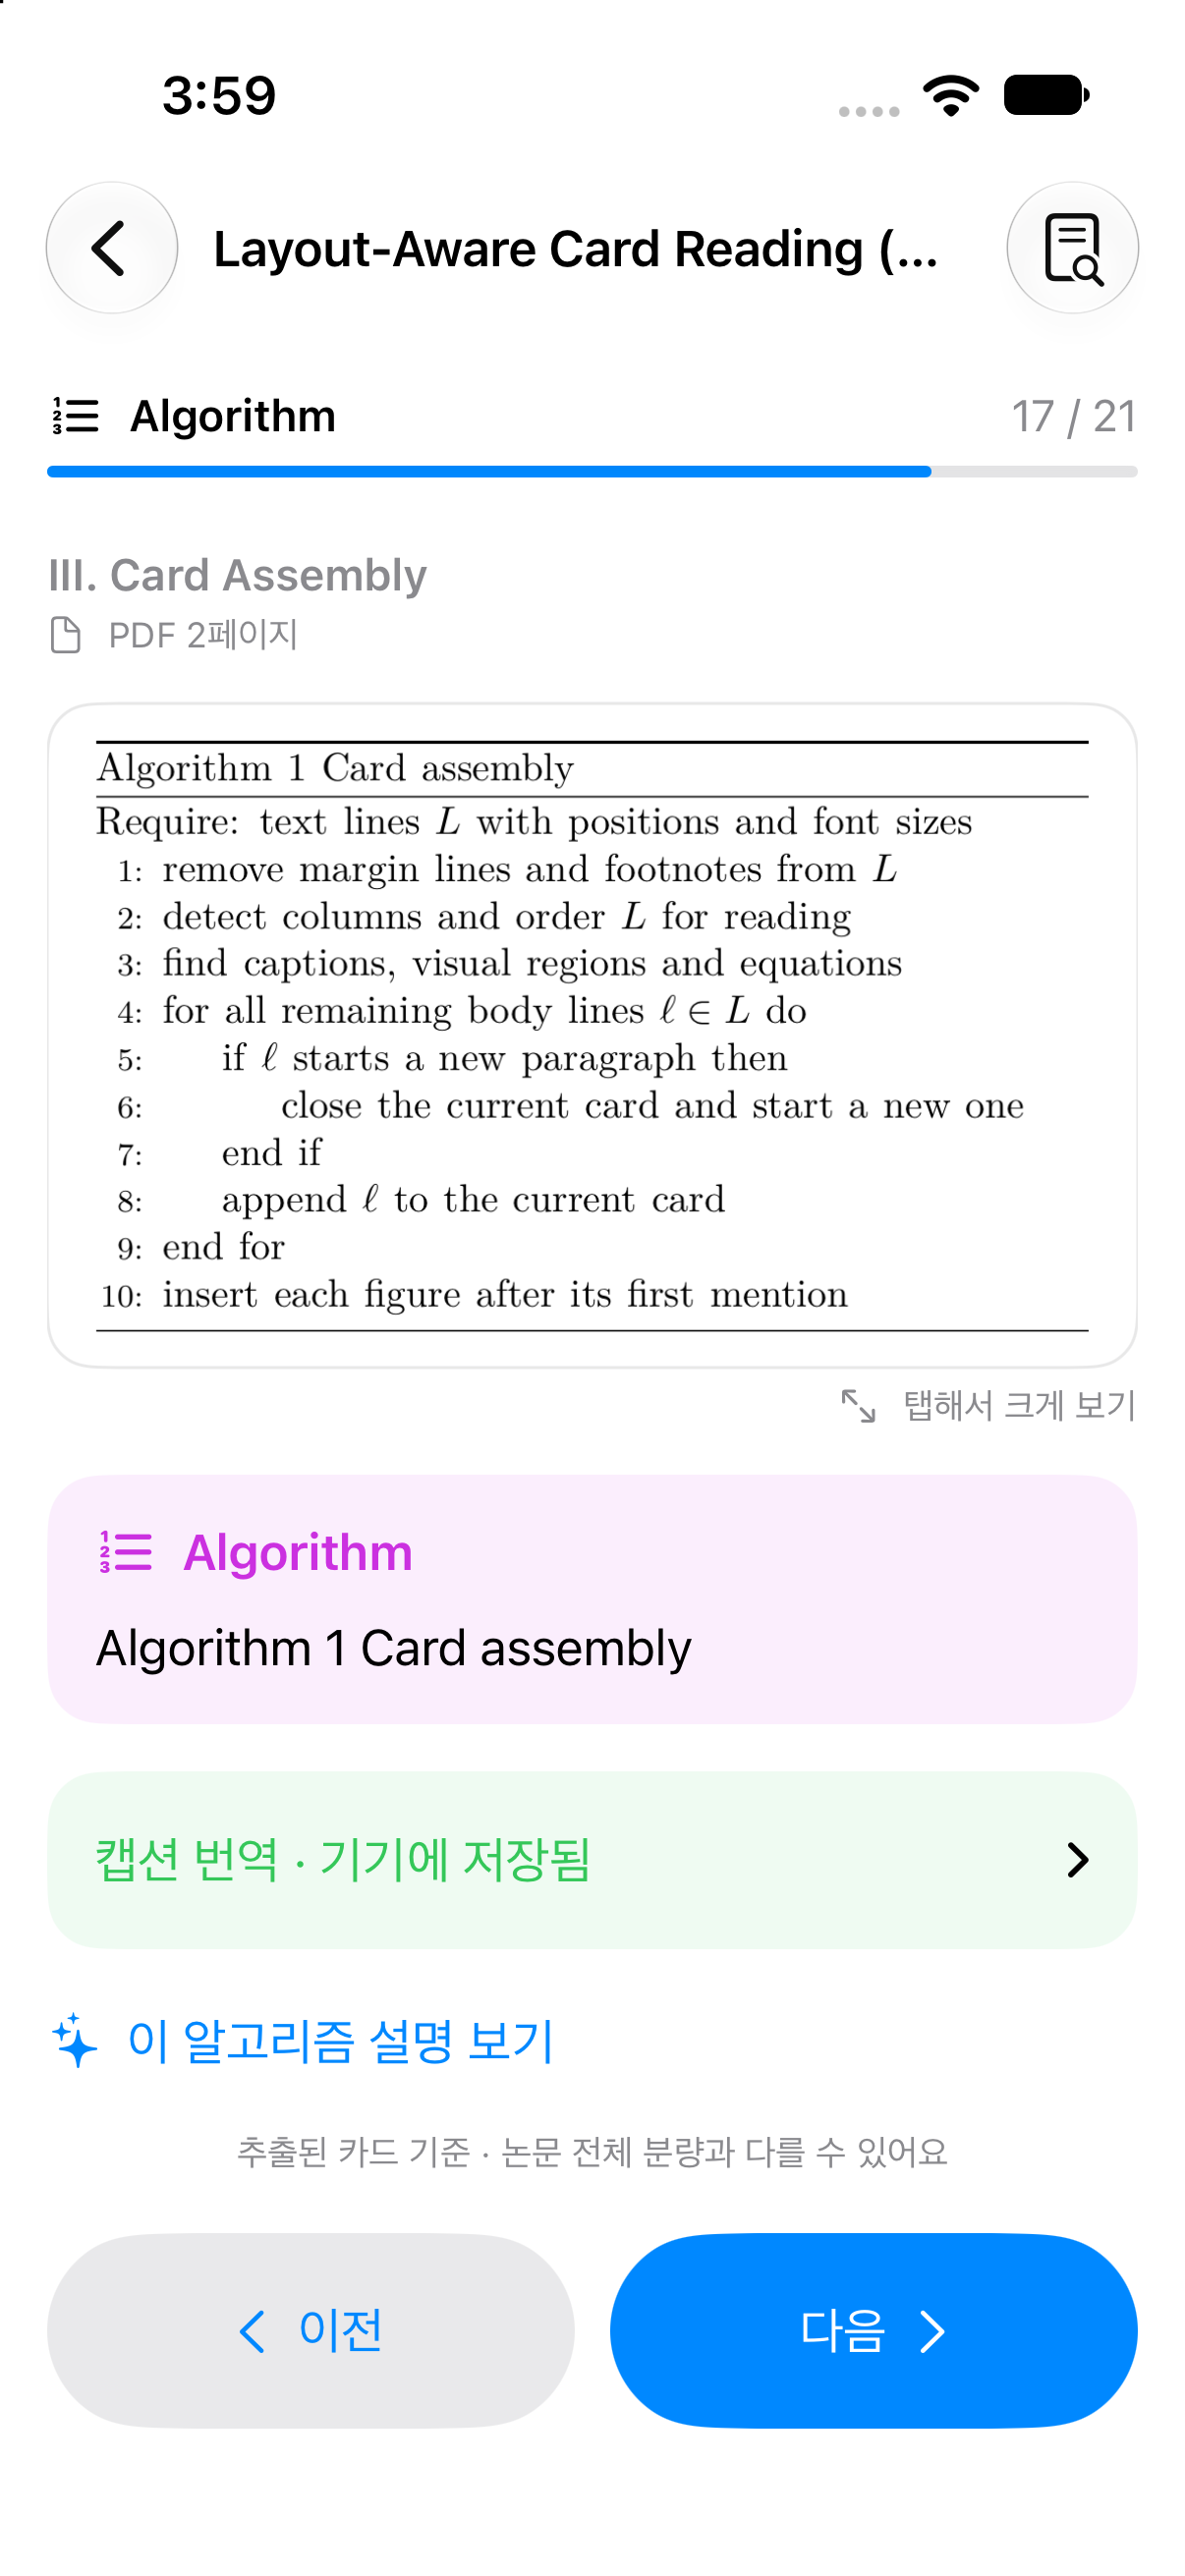 3:59
Layout-Aware Card Reading (...
Algorithm
17 / 21
III. Card Assembly
PDF 2페이지
Algorithm 1 Card assembly
Require: text lines L with positions and font sizes
1: remove margin lines and footnotes from L
2: detect columns and order L for reading
3: find captions, visual regions and equations
4: for all remaining body lines ℓ ∈ L do
5: if ℓ starts a new paragraph then
6: close the current card and start a new one
7: end if
8: append ℓ to the current card
9: end for
10: insert each figure after its first mention
탭해서 크게 보기
Algorithm
Algorithm 1 Card assembly
캡션 번역 · 기기에 저장됨
이 알고리즘 설명 보기
추출된 카드 기준 · 논문 전체 분량과 다를 수 있어요
이전
다음